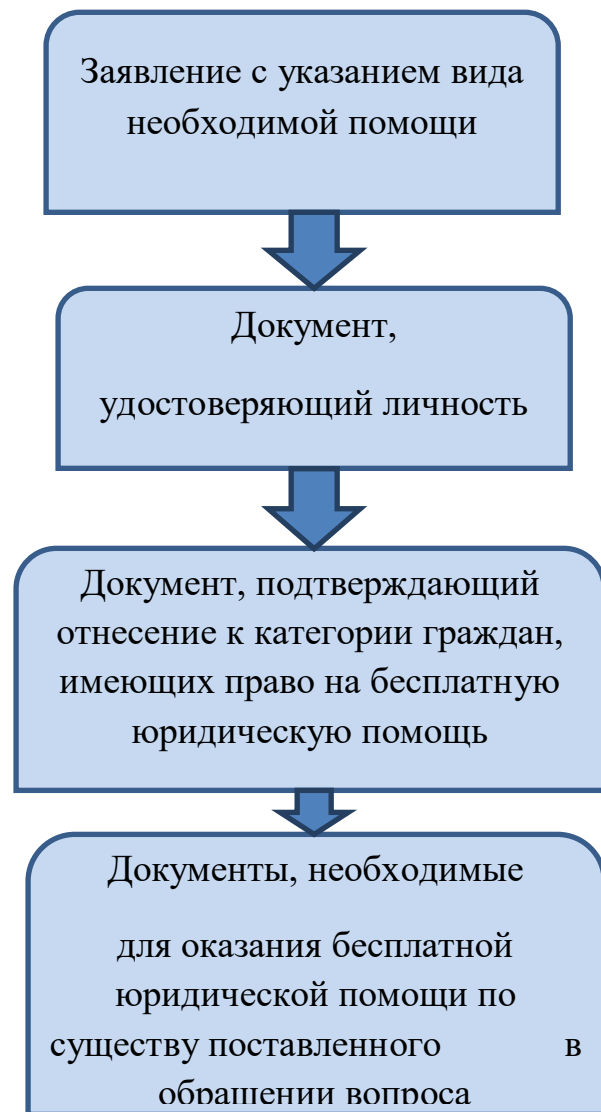 Заявление с указанием вида
необходимой помощи
Документ,
удостоверяющий личность
Документ, подтверждающий
отнесение к категории граждан,
имеющих право на бесплатную
юридическую помощь
Документы, необходимые
для оказания бесплатной
юридической помощи по
существу поставленного в
обращении вопроса